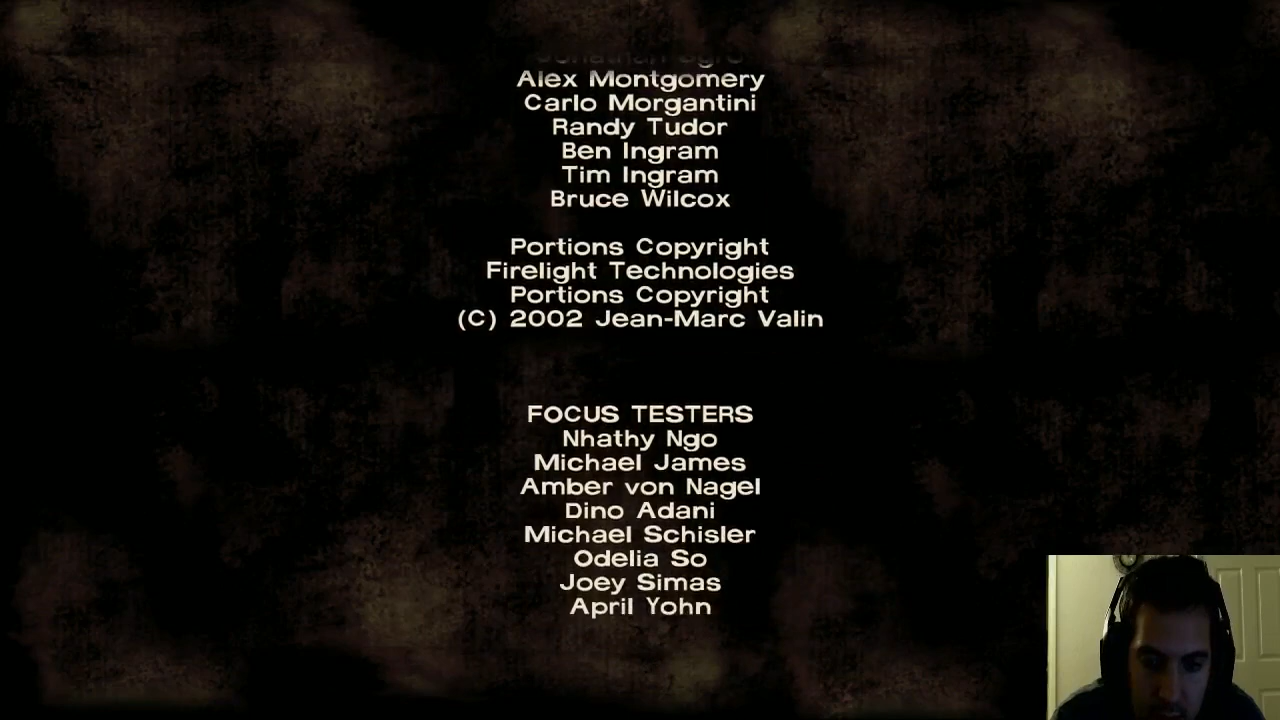 Alex Montgomery
Carlo Morgantini
Randy Tudor
Ben Ingram
Tim Ingram
Bruce Wilcox
Portions Copyright
Firelight Technologies
Portions Copyright
(C) 2002 Jean-Marc Valin
FOCUS TESTERS
Nhathy Ngo
Michael James
Amber von Nagel
Dino Adani
Michael Schisler
Odelia So
Joey Simas
April Yohn